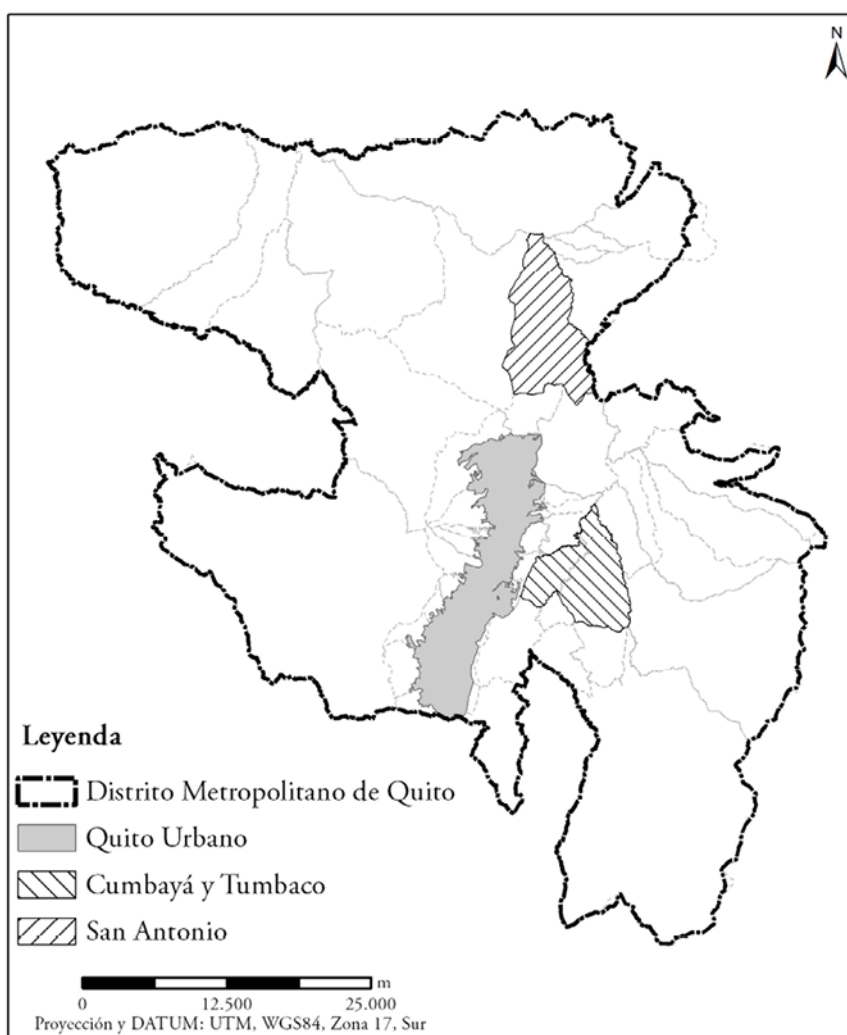 N
Leyenda
Distrito Metropolitano de Quito
Quito Urbano
Cumbayá y Tumbaco
San Antonio
m
0 12.500 25.000
Proyección y DATUM: UTM, WGS84, Zona 17, Sur